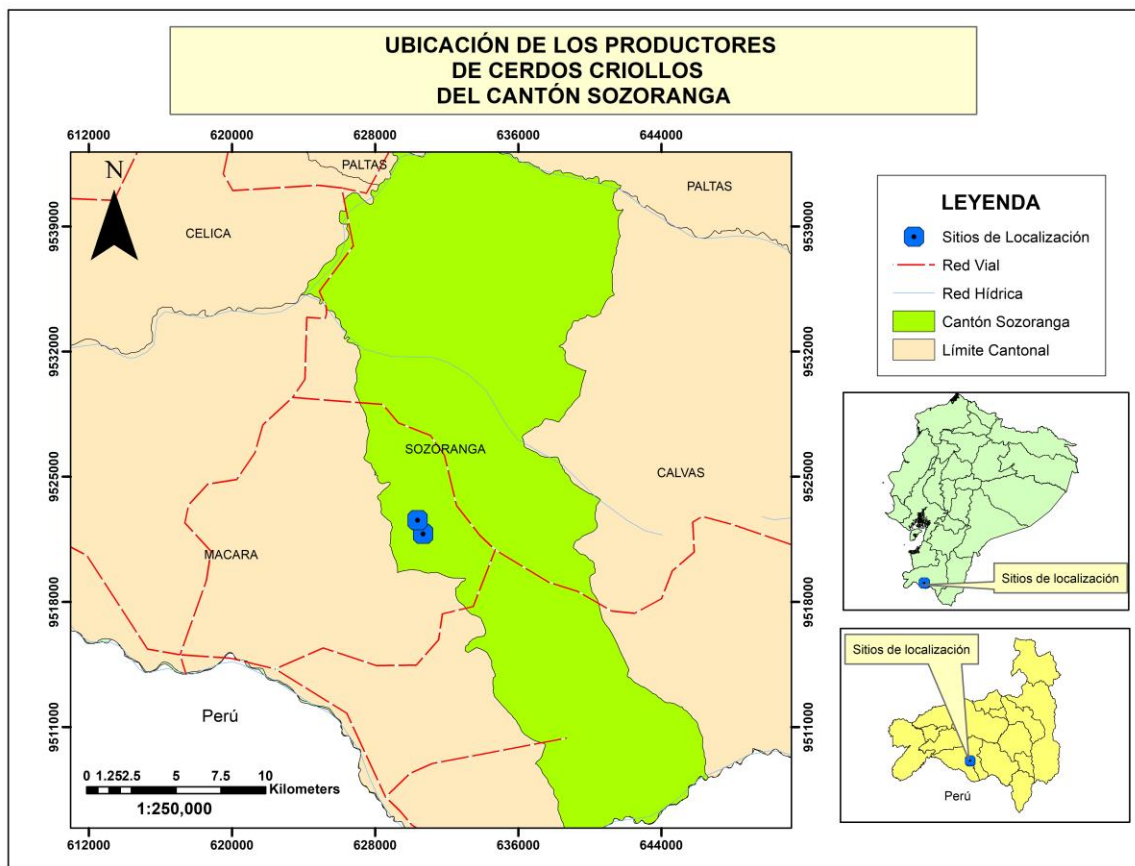 UBICACIÓN DE LOS PRODUCTORES
DE CERDOS CRIOLLOS
DEL CANTÓN SOZORANGA
612000 620000 628000 636000 644000
N
PALTAS
PALTAS
CELICA
SOZORANGA
CALVAS
MACARA
Perú
9539000
9532000
9525000
9518000
9511000
9539000
9532000
9525000
9518000
9511000
0 1.252.5 5 7.5 10
Kilometers
1:250,000
612000 620000 628000 636000 644000
LEYENDA
Sitios de Localización
Red Vial
Red Hídrica
Cantón Sozoranga
Límite Cantonal
Sitios de localización
Sitios de localización
Perú